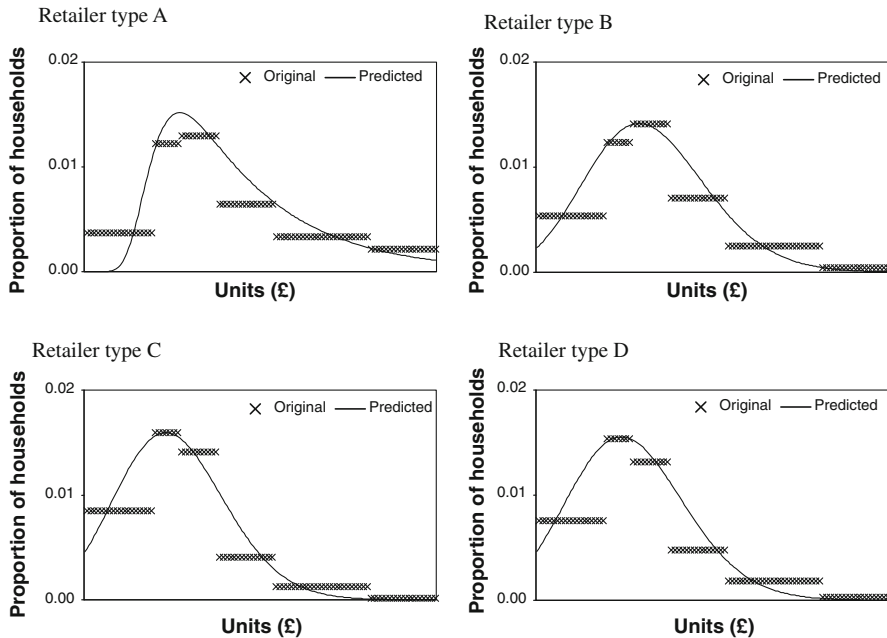 Retailer type A
Proportion of households
0.02
0.01
0.00
× Original — Predicted
Units (£)
Retailer type B
Proportion of households
0.02
0.01
0.00
× Original — Predicted
Units (£)
Retailer type C
Proportion of households
0.02
0.01
0.00
× Original — Predicted
Units (£)
Retailer type D
Proportion of households
0.02
0.01
0.00
× Original — Predicted
Units (£)